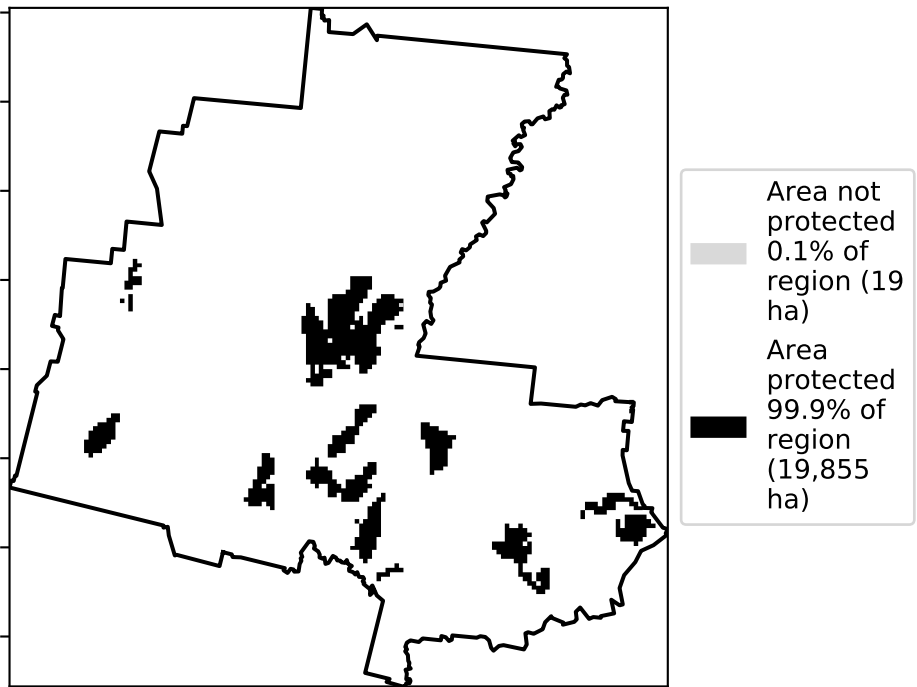 Area not
protected
0.1% of
region (19
ha)
Area
protected
99.9% of
region
(19,855
ha)